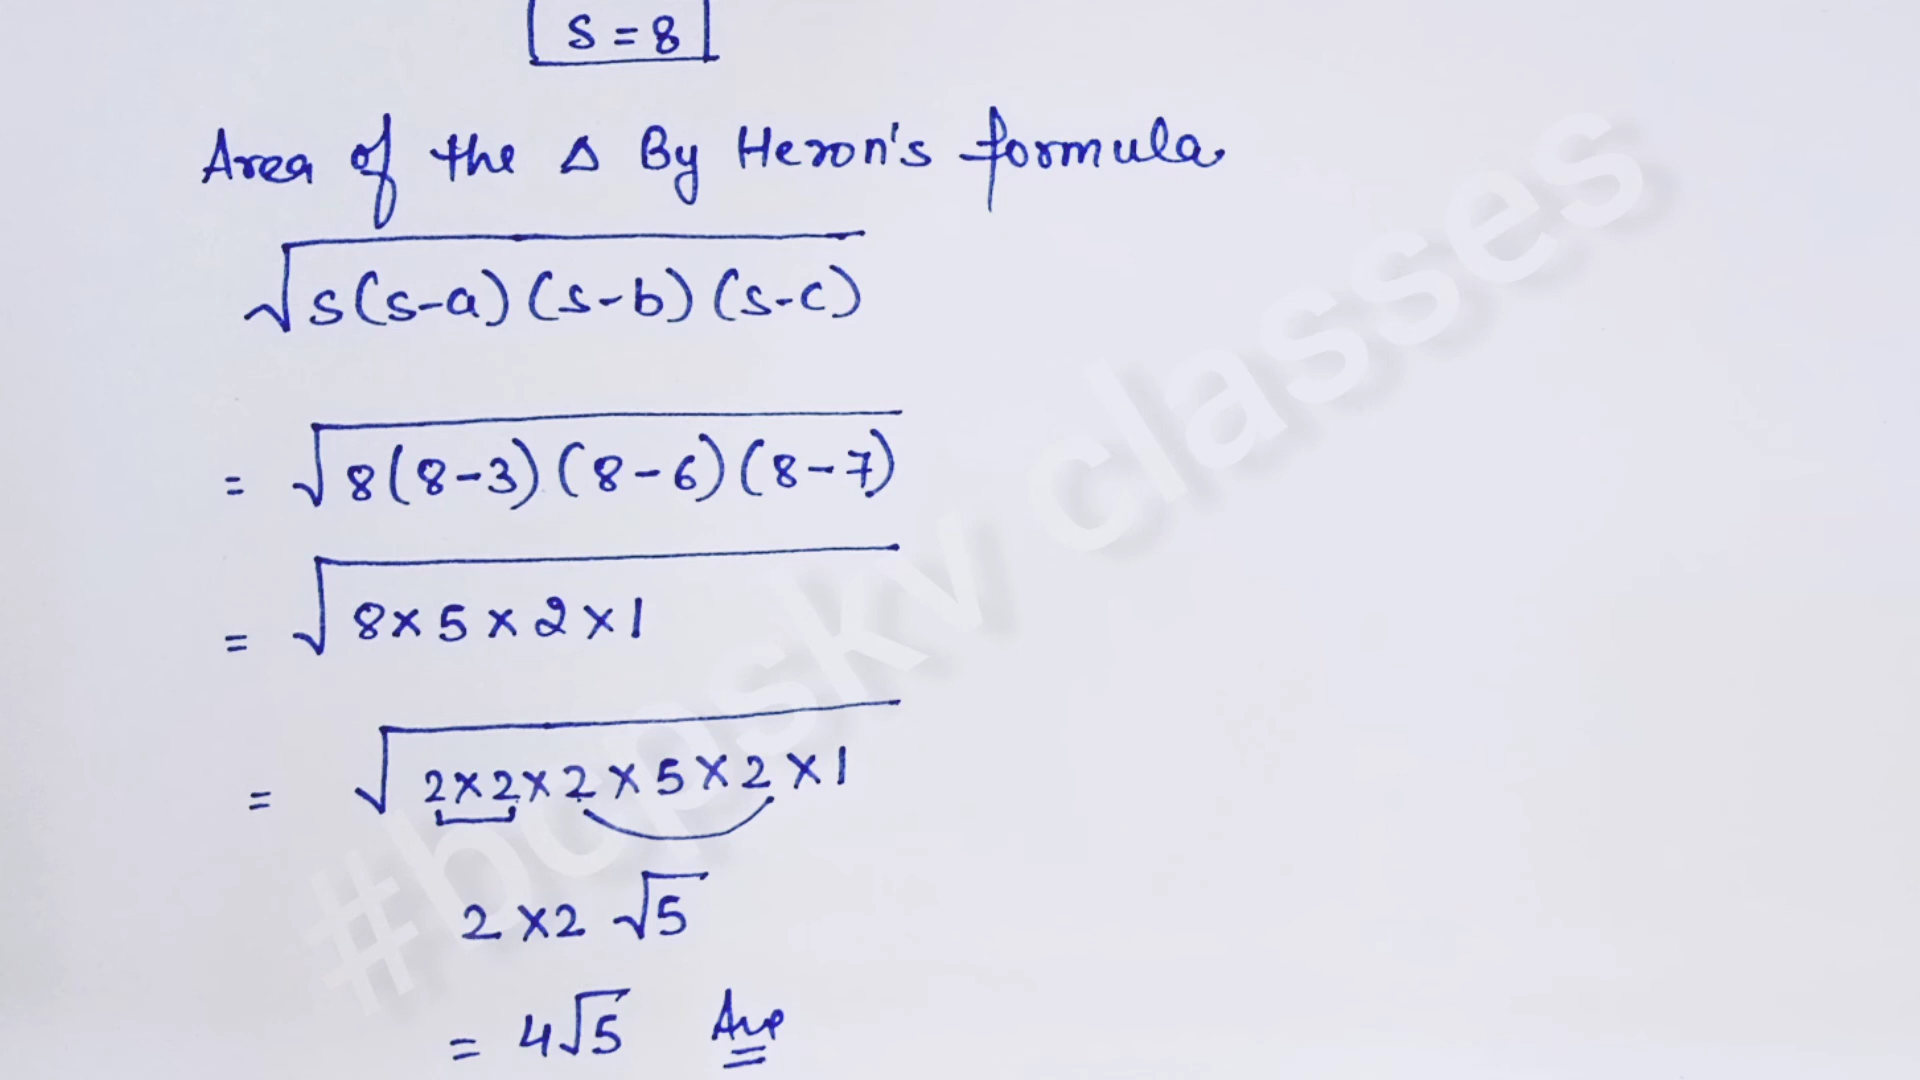 S = 8
Area of the Δ By Heron's formula
√s(s-a)(s-b)(s-c)
= √8(8-3)(8-6)(8-7)
= √8×5×2×1
= √2×2×2×5×2×1
2×2√5
= 4√5 Ans
#bcpskv classes